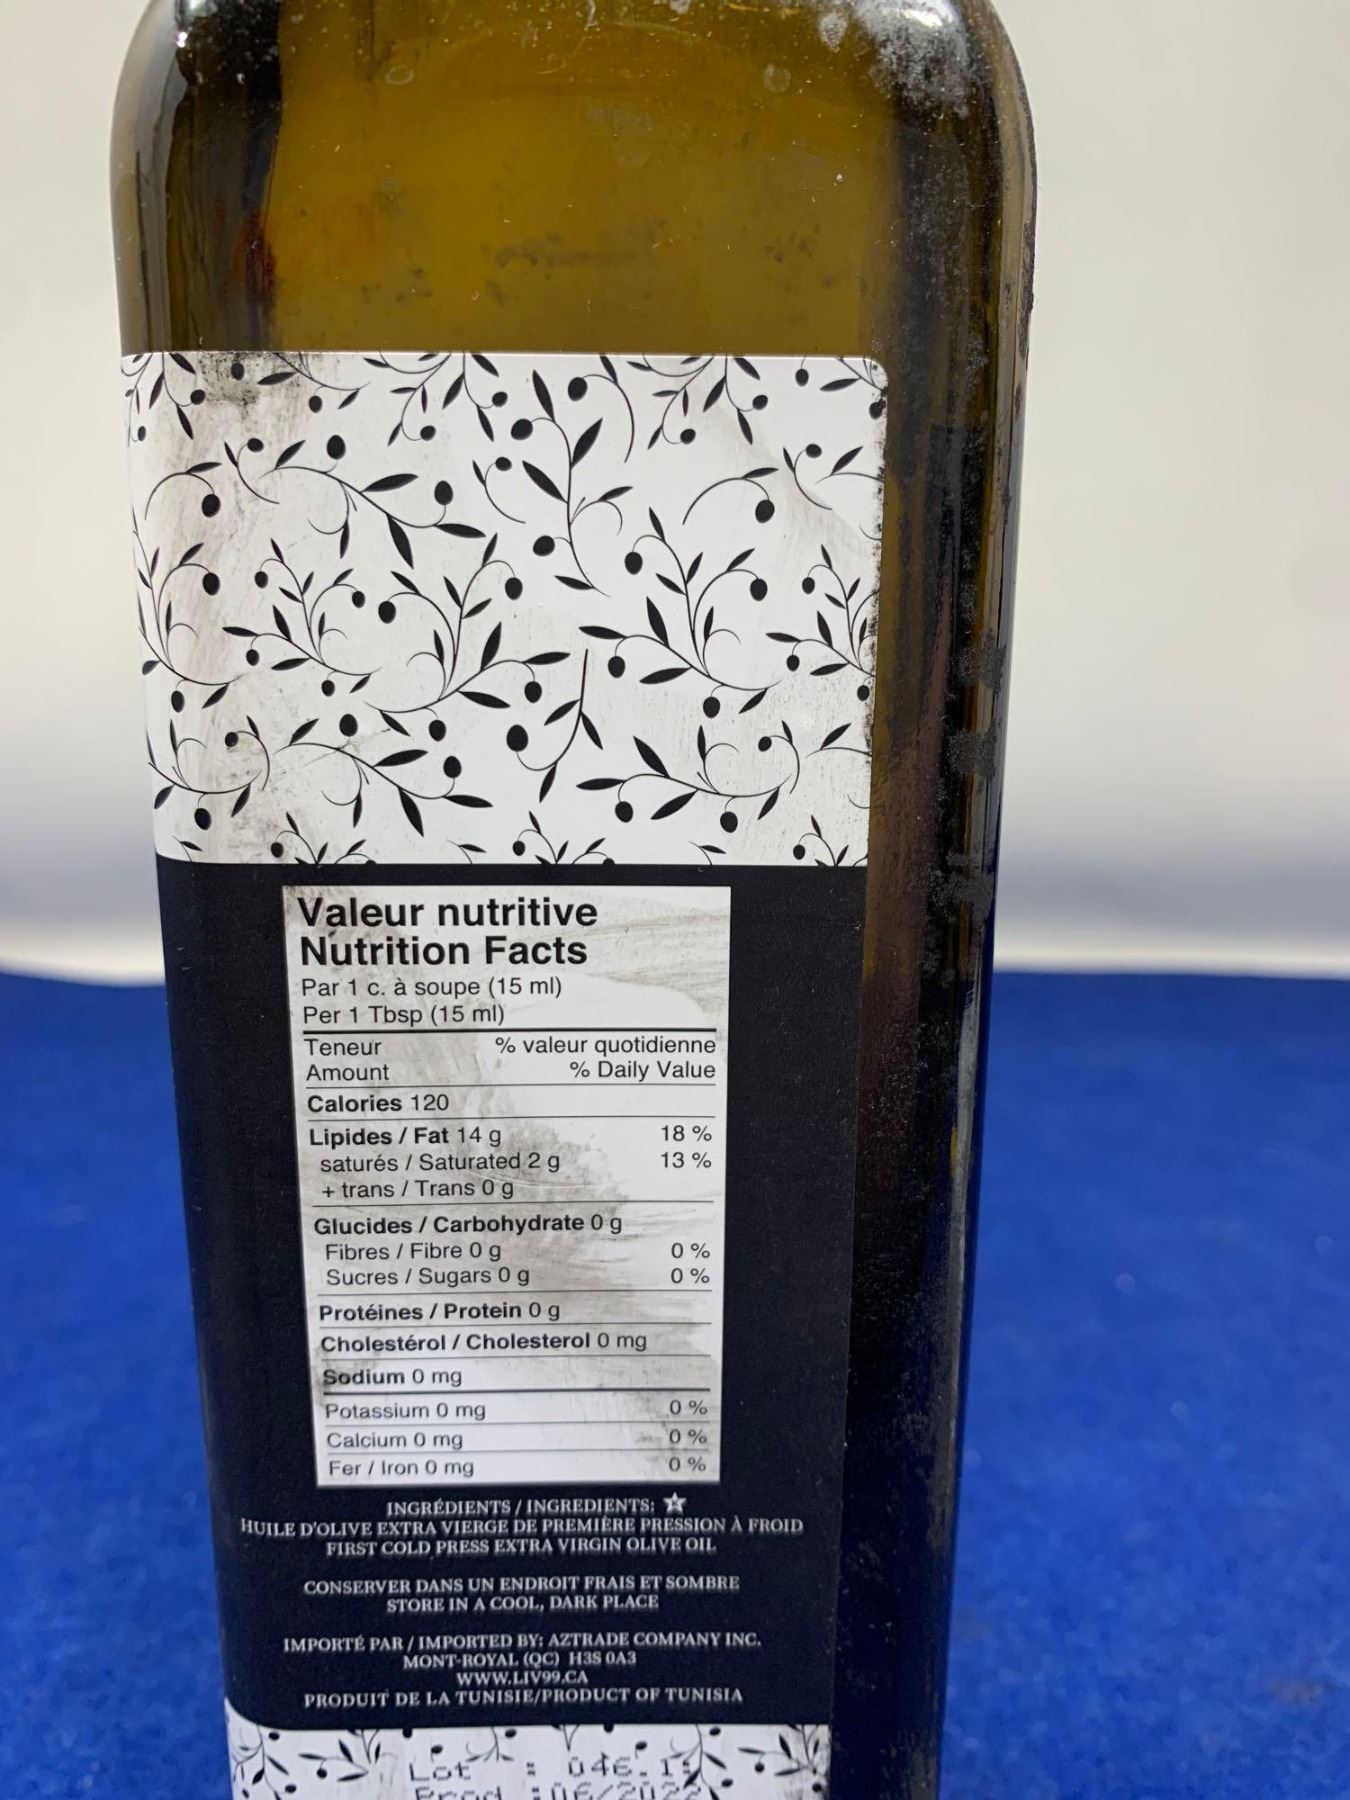 Valeur nutritive
Nutrition Facts
Par 1 c. à soupe (15 ml)
Per 1 Tbsp (15 ml)
Teneur % valeur quotidienne
Amount % Daily Value
Calories 120
Lipides / Fat 14 g 18 %
saturés / Saturated 2 g 13 %
+ trans / Trans 0 g
Glucides / Carbohydrate 0 g
Fibres / Fibre 0 g 0 %
Sucres / Sugars 0 g 0 %
Protéines / Protein 0 g
Cholestérol / Cholesterol 0 mg
Sodium 0 mg
Potassium 0 mg 0 %
Calcium 0 mg 0 %
Fer / Iron 0 mg 0 %
INGRÉDIENTS / INGREDIENTS:
HUILE D'OLIVE EXTRA VIERGE DE PREMIÈRE PRESSION À FROID
FIRST COLD PRESS EXTRA VIRGIN OLIVE OIL
CONSERVER DANS UN ENDROIT FRAIS ET SOMBRE
STORE IN A COOL, DARK PLACE
IMPORTÉ PAR / IMPORTED BY: AZTRADE COMPANY INC.
MONT-ROYAL (QC) H3S 0A3
WWW.LIV99.CA
PRODUIT DE LA TUNISIE/PRODUCT OF TUNISIA
Lot :
Prod :